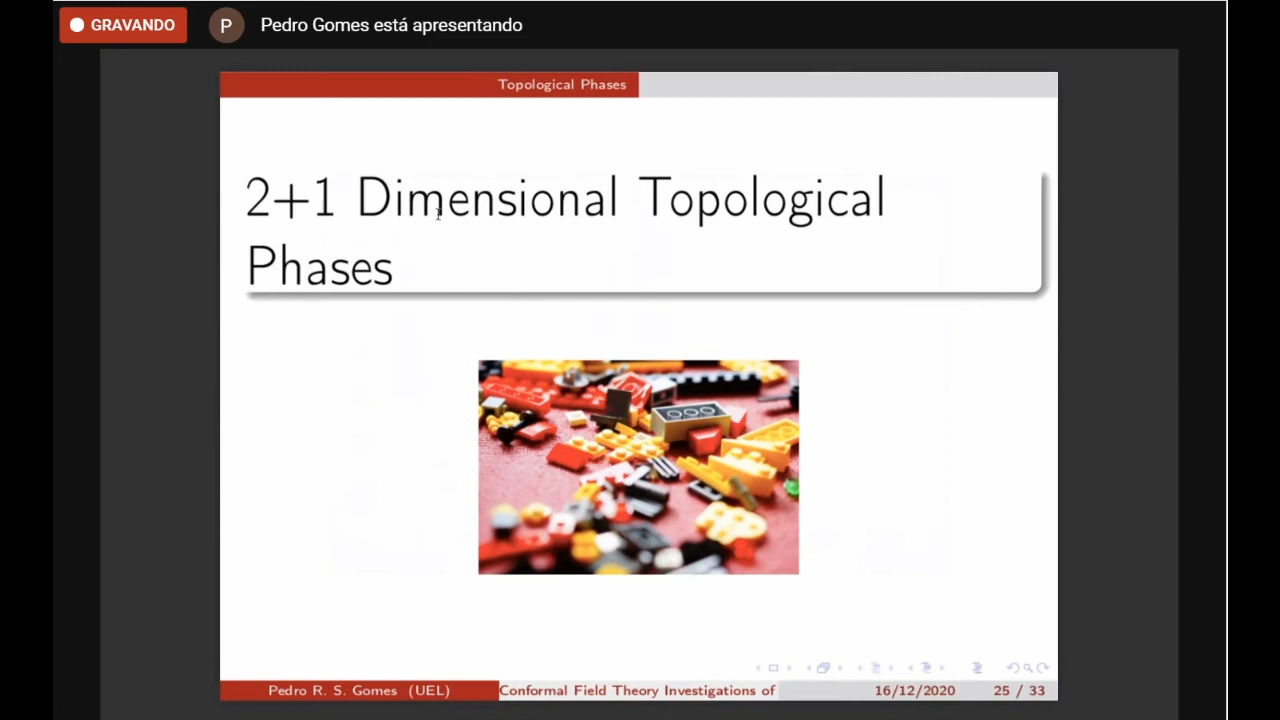 GRAVANDO
P
Pedro Gomes está apresentando
Topological Phases
2+1 Dimensional Topological
Phases
Pedro R. S. Gomes (UEL)
Conformal Field Theory Investigations of
16/12/2020
25 / 33